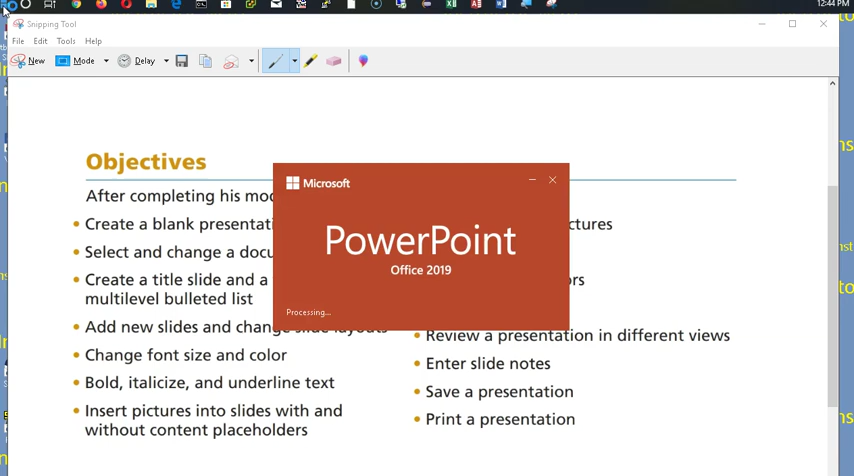 12:44 PM
Snipping Tool
File Edit Tools Help
New Mode Delay
Objectives
After completing his mo
Create a blank presentati
Select and change a docu
Create a title slide and a
multilevel bulleted list
Add new slides and change slide layouts
Change font size and color
Bold, italicize, and underline text
Insert pictures into slides with and
without content placeholders
Microsoft
PowerPoint
Office 2019
Processing...
ctures
ors
Review a presentation in different views
Enter slide notes
Save a presentation
Print a presentation